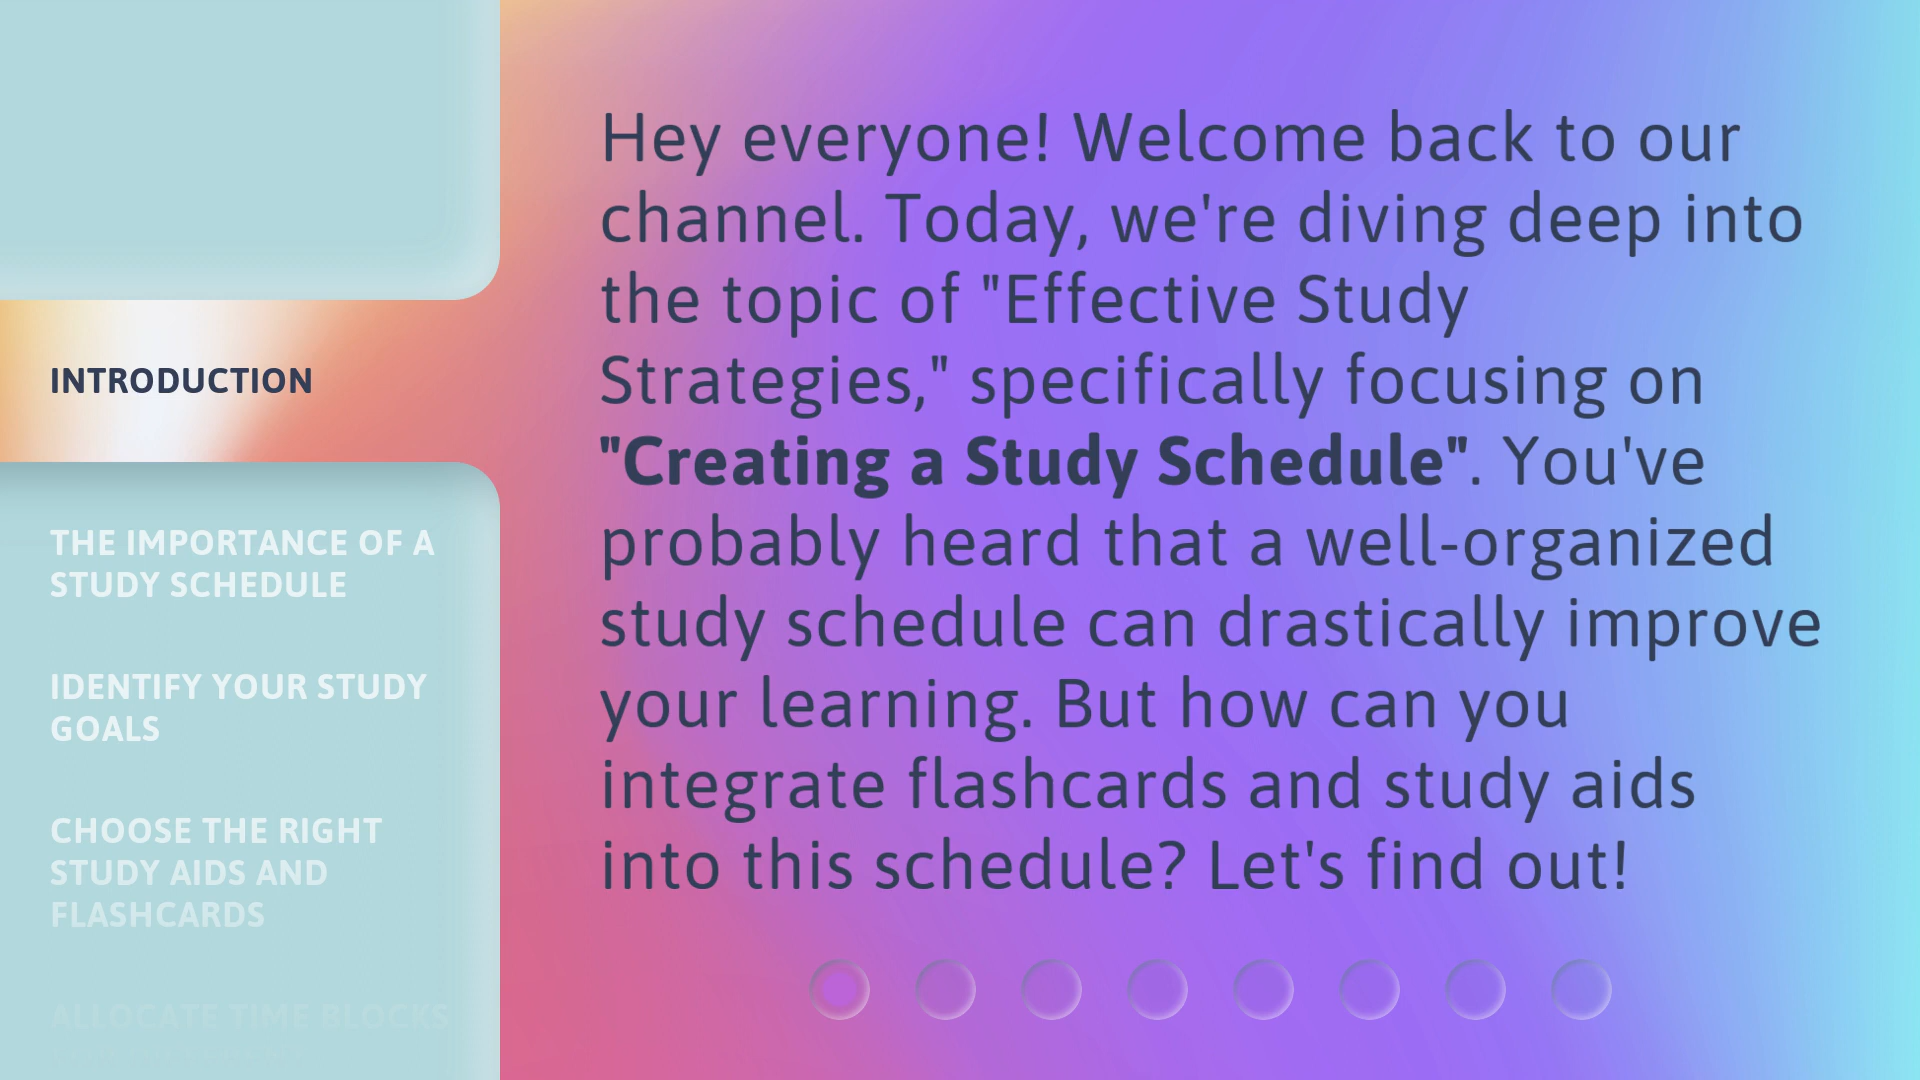 INTRODUCTION
THE IMPORTANCE OF A
STUDY SCHEDULE
IDENTIFY YOUR STUDY
GOALS
CHOOSE THE RIGHT
STUDY AIDS AND
FLASHCARDS
ALLOCATE TIME BLOCKS
Hey everyone! Welcome back to our
channel. Today, we're diving deep into
the topic of "Effective Study
Strategies," specifically focusing on
"Creating a Study Schedule". You've
probably heard that a well-organized
study schedule can drastically improve
your learning. But how can you
integrate flashcards and study aids
into this schedule? Let's find out!